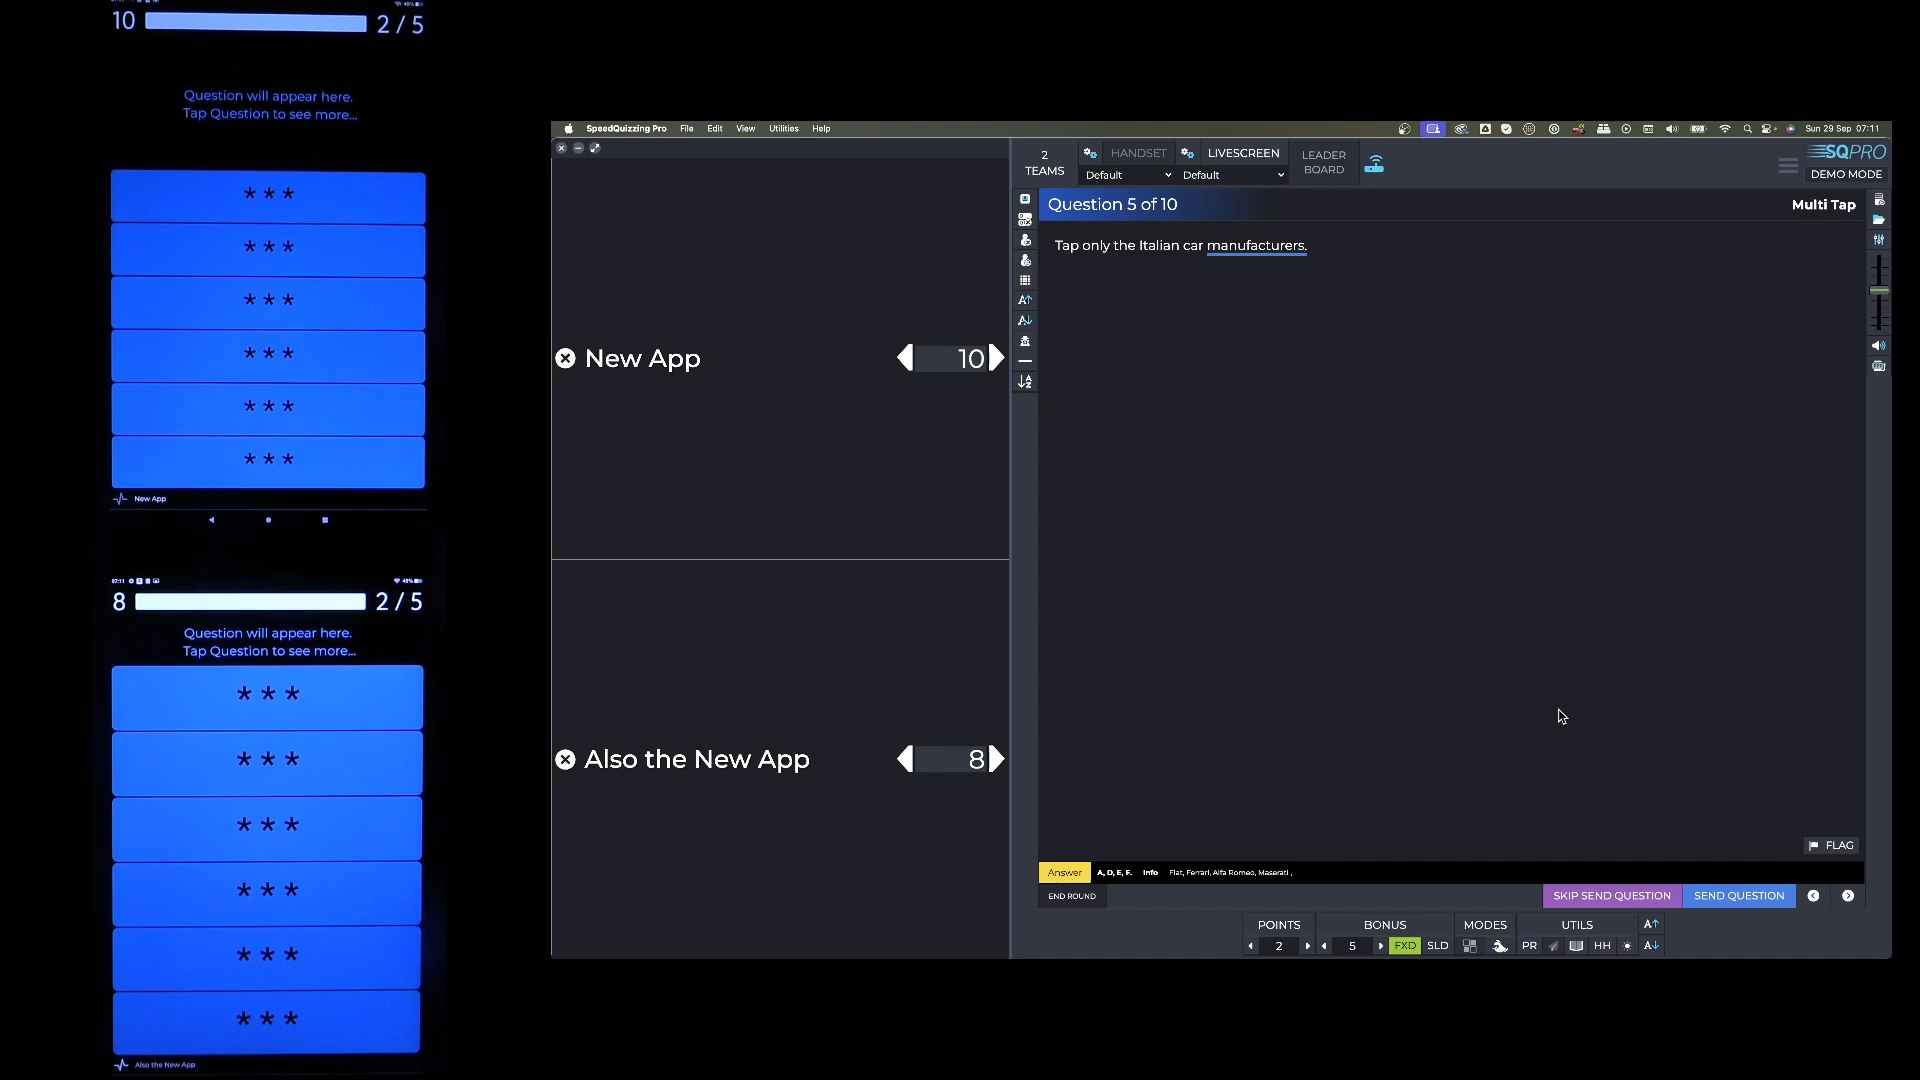 10 2 / 5
Question will appear here.
Tap Question to see more...
* * *
* * *
* * *
* * *
* * *
* * *
New App
07:11 45%
8 2 / 5
Question will appear here.
Tap Question to see more...
* * *
* * *
* * *
* * *
* * *
* * *
Also the New App
SpeedQuizzing Pro File Edit View Utilities Help
Sun 29 Sep 07:11
New App 10
Also the New App 8
2
TEAMS
HANDSET LIVESCREEN
Default Default
LEADER
BOARD
SQPRO
DEMO MODE
Question 5 of 10 Multi Tap
Tap only the Italian car manufacturers.
FLAG
Answer A, D, E, F. Info Fiat, Ferrari, Alfa Romeo, Maserati ,
END ROUND SKIP SEND QUESTION SEND QUESTION
POINTS BONUS MODES UTILS
2 5 FXD SLD PR HH